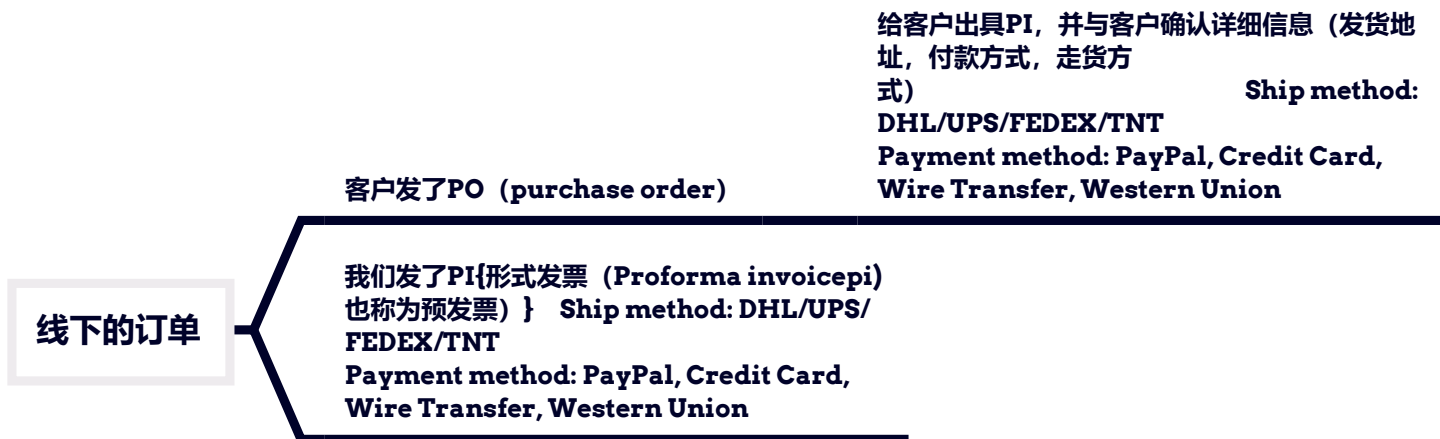 给客户出具PI，并与客户确认详细信息（发货地
址，付款方式，走货方
式） Ship method:
DHL/UPS/FEDEX/TNT
Payment method: PayPal, Credit Card,
Wire Transfer, Western Union
客户发了PO（purchase order）
我们发了PI{形式发票（Proforma invoicepi)
也称为预发票）} Ship method: DHL/UPS/
FEDEX/TNT
Payment method: PayPal, Credit Card,
Wire Transfer, Western Union
线下的订单